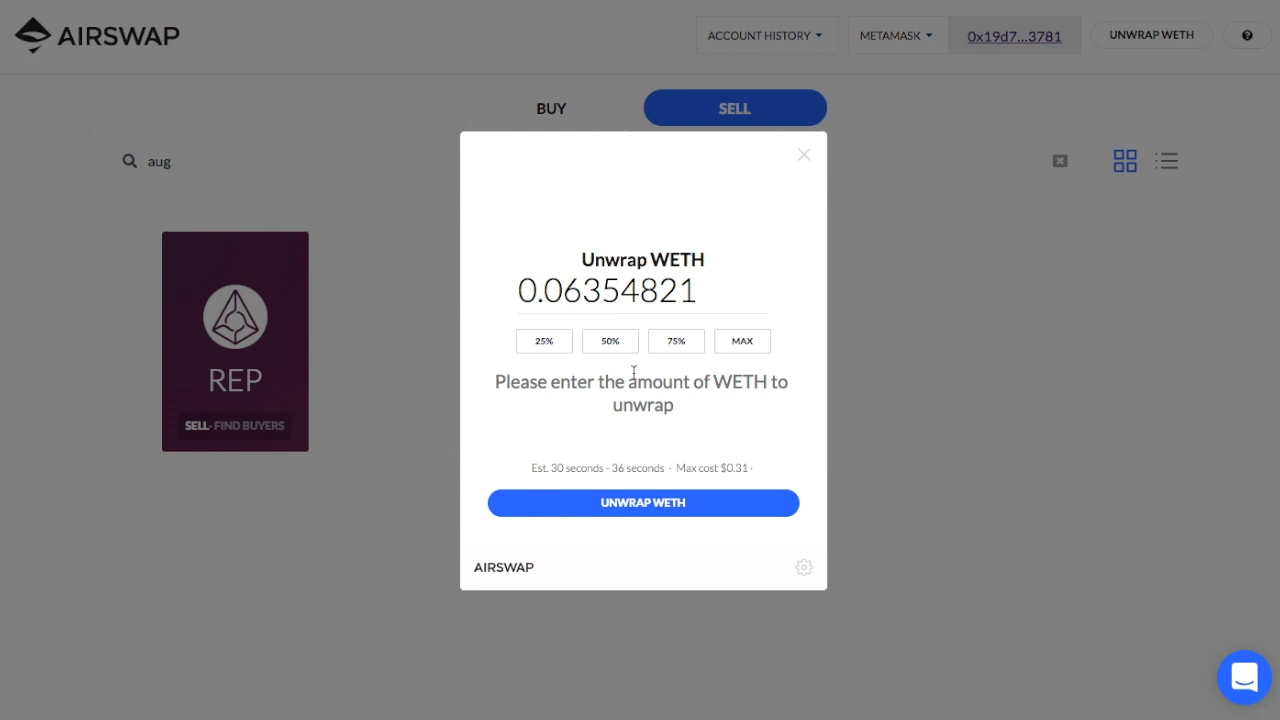 AIRSWAP
ACCOUNT HISTORY
METAMASK
0x19d7...3781
UNWRAP WETH
?
BUY
SELL
aug
Unwrap WETH
0.06354821
25%
50%
75%
MAX
Please enter the amount of WETH to
unwrap
REP
SELL- FIND BUYERS
Est. 30 seconds - 36 seconds · Max cost $0.31 ·
UNWRAP WETH
AIRSWAP